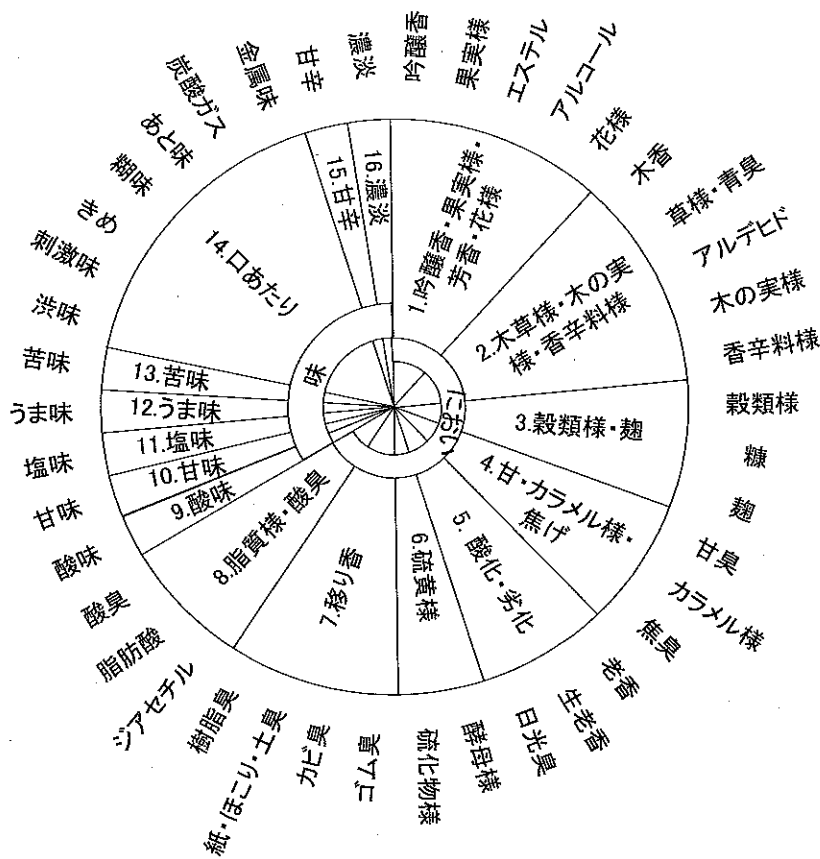 吟醸香
果実様
エステル
アルコール
花様
木香
草様・青臭
アルデヒド
木の実様
香辛料様
穀類様
糠
麹
甘臭
カラメル様
焦臭
老香
生老香
日光臭
酵母様
硫化物様
ゴム臭
カビ臭
紙・ほこり・土臭
樹脂臭
ジアセチル
脂肪酸
酸臭
酸味
甘味
塩味
うま味
苦味
渋味
刺激味
きめ
糊味
あと味
炭酸ガス
金属味
甘辛
濃淡
1.吟醸香・果実様・
芳香・花様
2.木草様・木の実
様・香辛料様
3.穀類様・麹
4.甘・カラメル様・
焦げ
5.酸化・劣化
6.硫黄様
7.移り香
8.脂質様・酸臭
9.酸味
10.甘味
11.塩味
12.うま味
13.苦味
14.口あたり
15.甘辛
16.濃淡
味
におい